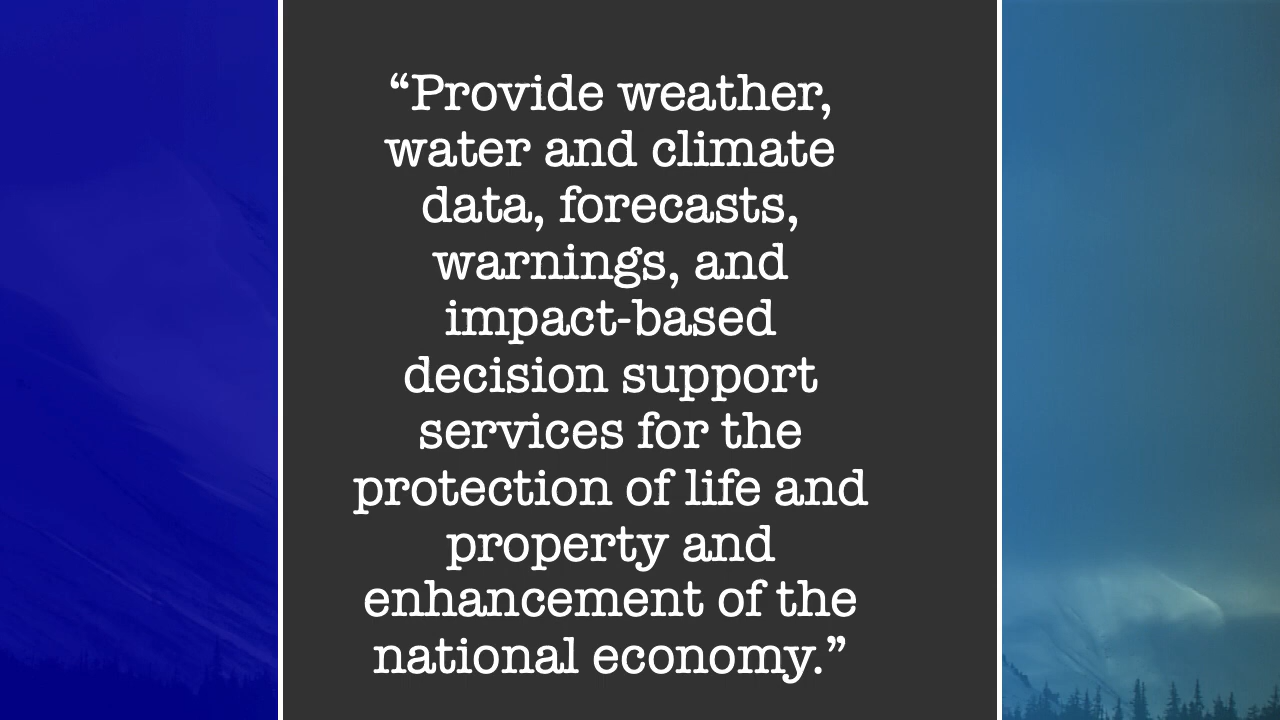 “Provide weather,
water and climate
data, forecasts,
warnings, and
impact-based
decision support
services for the
protection of life and
property and
enhancement of the
national economy.”